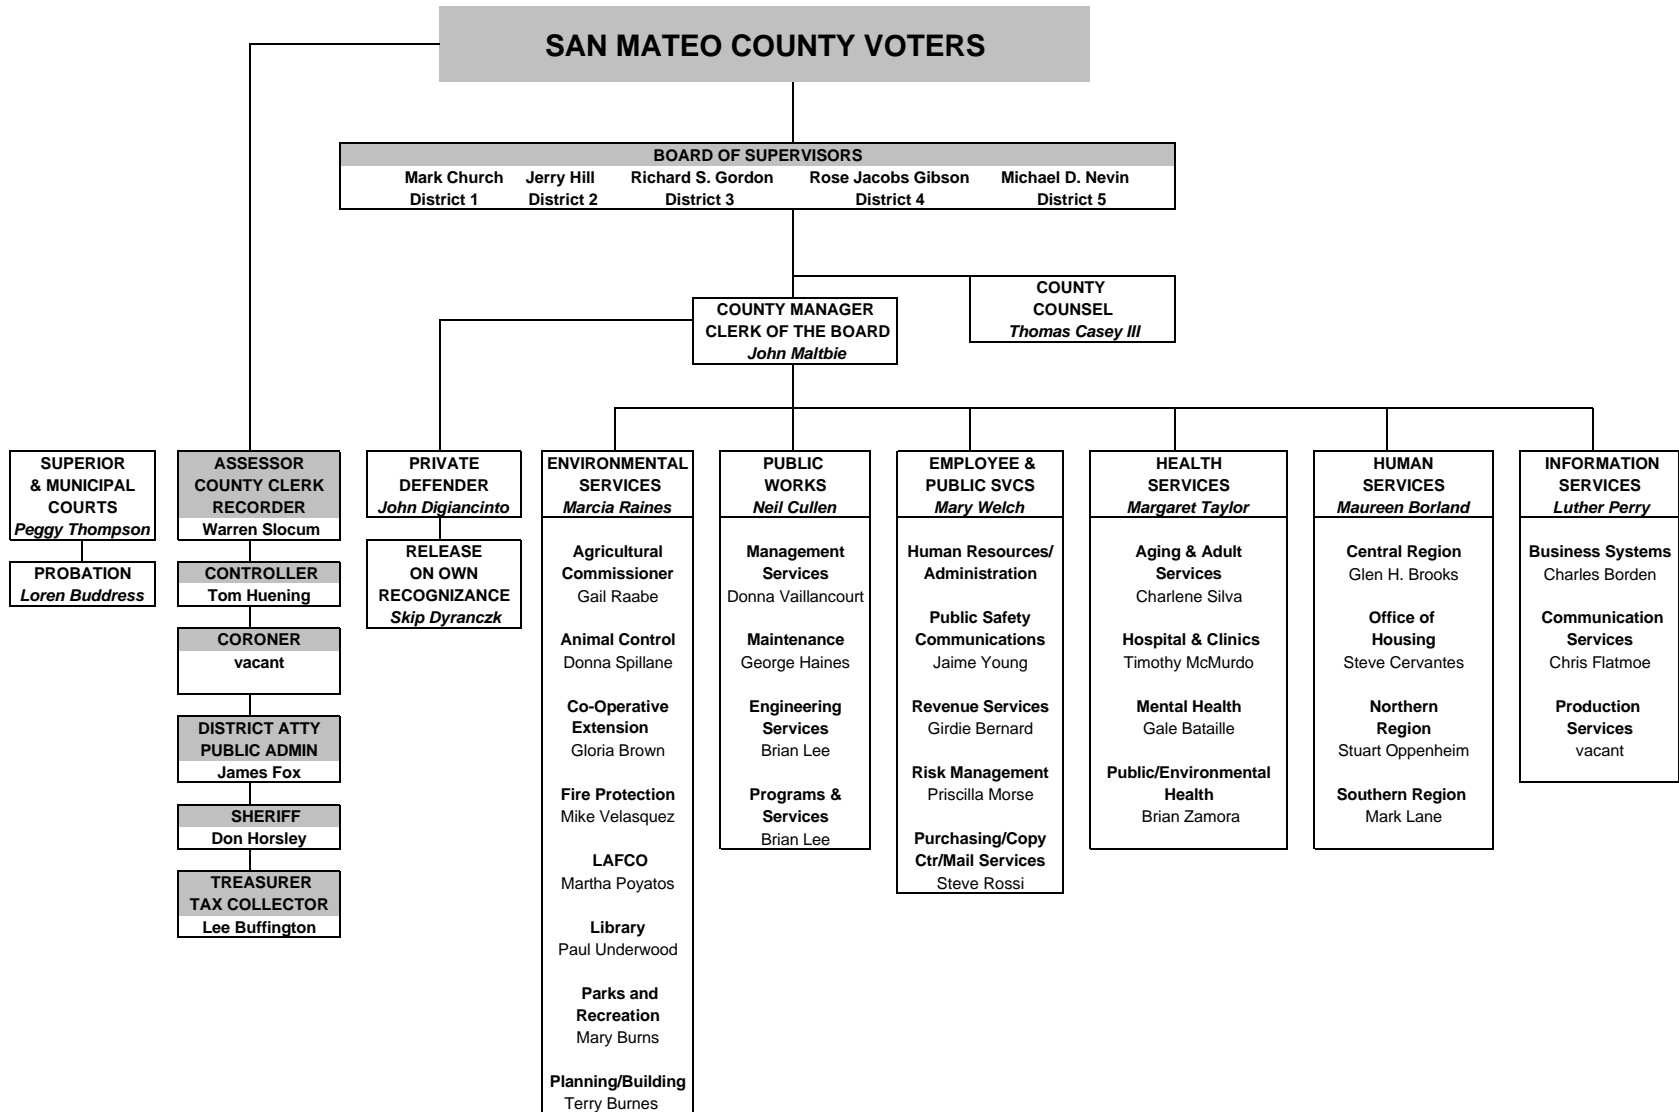 SAN MATEO COUNTY VOTERS
BOARD OF SUPERVISORS
Mark Church
District 1
Jerry Hill
District 2
Richard S. Gordon
District 3
Rose Jacobs Gibson
District 4
Michael D. Nevin
District 5
COUNTY
COUNSEL
Thomas Casey III
COUNTY MANAGER
CLERK OF THE BOARD
John Maltbie
SUPERIOR
& MUNICIPAL
COURTS
Peggy Thompson
PROBATION
Loren Buddress
ASSESSOR
COUNTY CLERK
RECORDER
Warren Slocum
CONTROLLER
Tom Huening
CORONER
vacant
DISTRICT ATTY
PUBLIC ADMIN
James Fox
SHERIFF
Don Horsley
TREASURER
TAX COLLECTOR
Lee Buffington
PRIVATE
DEFENDER
John Digiancinto
RELEASE
ON OWN
RECOGNIZANCE
Skip Dyranczk
ENVIRONMENTAL
SERVICES
Marcia Raines
Agricultural
Commissioner
Gail Raabe
Animal Control
Donna Spillane
Co-Operative
Extension
Gloria Brown
Fire Protection
Mike Velasquez
LAFCO
Martha Poyatos
Library
Paul Underwood
Parks and
Recreation
Mary Burns
Planning/Building
Terry Burnes
PUBLIC
WORKS
Neil Cullen
Management
Services
Donna Vaillancourt
Maintenance
George Haines
Engineering
Services
Brian Lee
Programs &
Services
Brian Lee
EMPLOYEE &
PUBLIC SVCS
Mary Welch
Human Resources/
Administration
Public Safety
Communications
Jaime Young
Revenue Services
Girdie Bernard
Risk Management
Priscilla Morse
Purchasing/Copy
Ctr/Mail Services
Steve Rossi
HEALTH
SERVICES
Margaret Taylor
Aging & Adult
Services
Charlene Silva
Hospital & Clinics
Timothy McMurdo
Mental Health
Gale Bataille
Public/Environmental
Health
Brian Zamora
HUMAN
SERVICES
Maureen Borland
Central Region
Glen H. Brooks
Office of
Housing
Steve Cervantes
Northern
Region
Stuart Oppenheim
Southern Region
Mark Lane
INFORMATION
SERVICES
Luther Perry
Business Systems
Charles Borden
Communication
Services
Chris Flatmoe
Production
Services
vacant